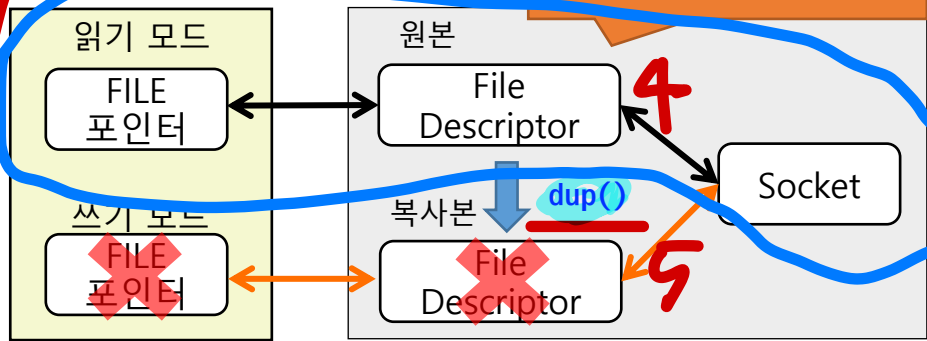 읽기 모드
원본
FILE
포인터
File
Descriptor
4
Socket
쓰기 모드
복사본
dup()
FILE
포인터
File
Descriptor
5